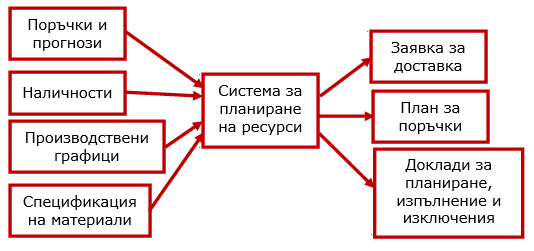 Поръчки и
прогнози
Наличности
Производствени
графици
Спецификация
на материали
Система за
планиране
на ресурси
Заявка за
доставка
План за
поръчки
Доклади за
планиране,
изпълнение и
изключения